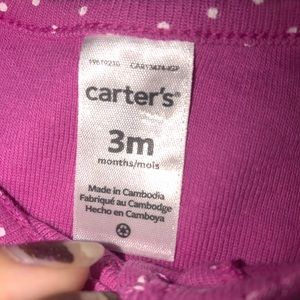 carter's®
3m
months/mois
Made in Cambodia
Fabriqué au Cambodge
Hecho en Camboya